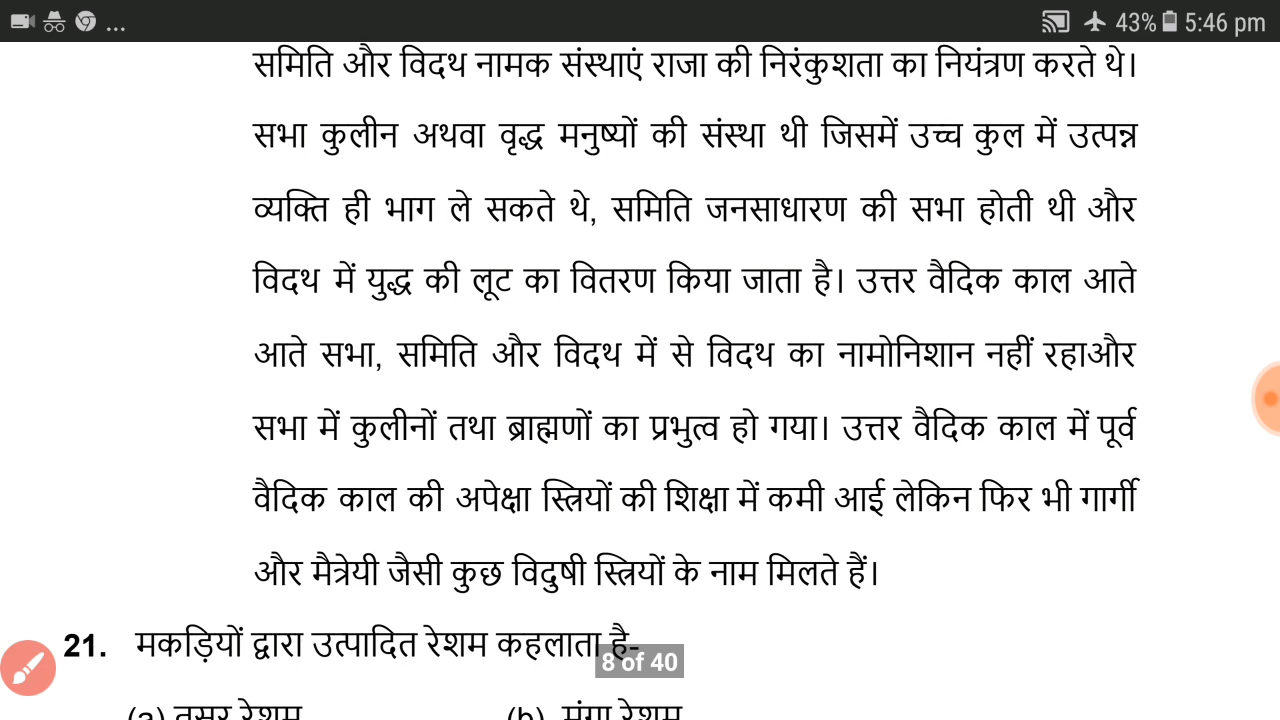 ... 43% 5:46 pm
समिति और विदथ नामक संस्थाएं राजा की निरंकुशता का नियंत्रण करते थे।
सभा कुलीन अथवा वृद्ध मनुष्यों की संस्था थी जिसमें उच्च कुल में उत्पन्न
व्यक्ति ही भाग ले सकते थे, समिति जनसाधारण की सभा होती थी और
विदथ में युद्ध की लूट का वितरण किया जाता है। उत्तर वैदिक काल आते
आते सभा, समिति और विदथ में से विदथ का नामोनिशान नहीं रहाऔर
सभा में कुलीनों तथा ब्राह्मणों का प्रभुत्व हो गया। उत्तर वैदिक काल में पूर्व
वैदिक काल की अपेक्षा स्त्रियों की शिक्षा में कमी आई लेकिन फिर भी गार्गी
और मैत्रेयी जैसी कुछ विदुषी स्त्रियों के नाम मिलते हैं।
21. मकड़ियों द्वारा उत्पादित रेशम कहलाता है-
8 of 40
(a) तसर रेशम (b) मूंगा रेशम